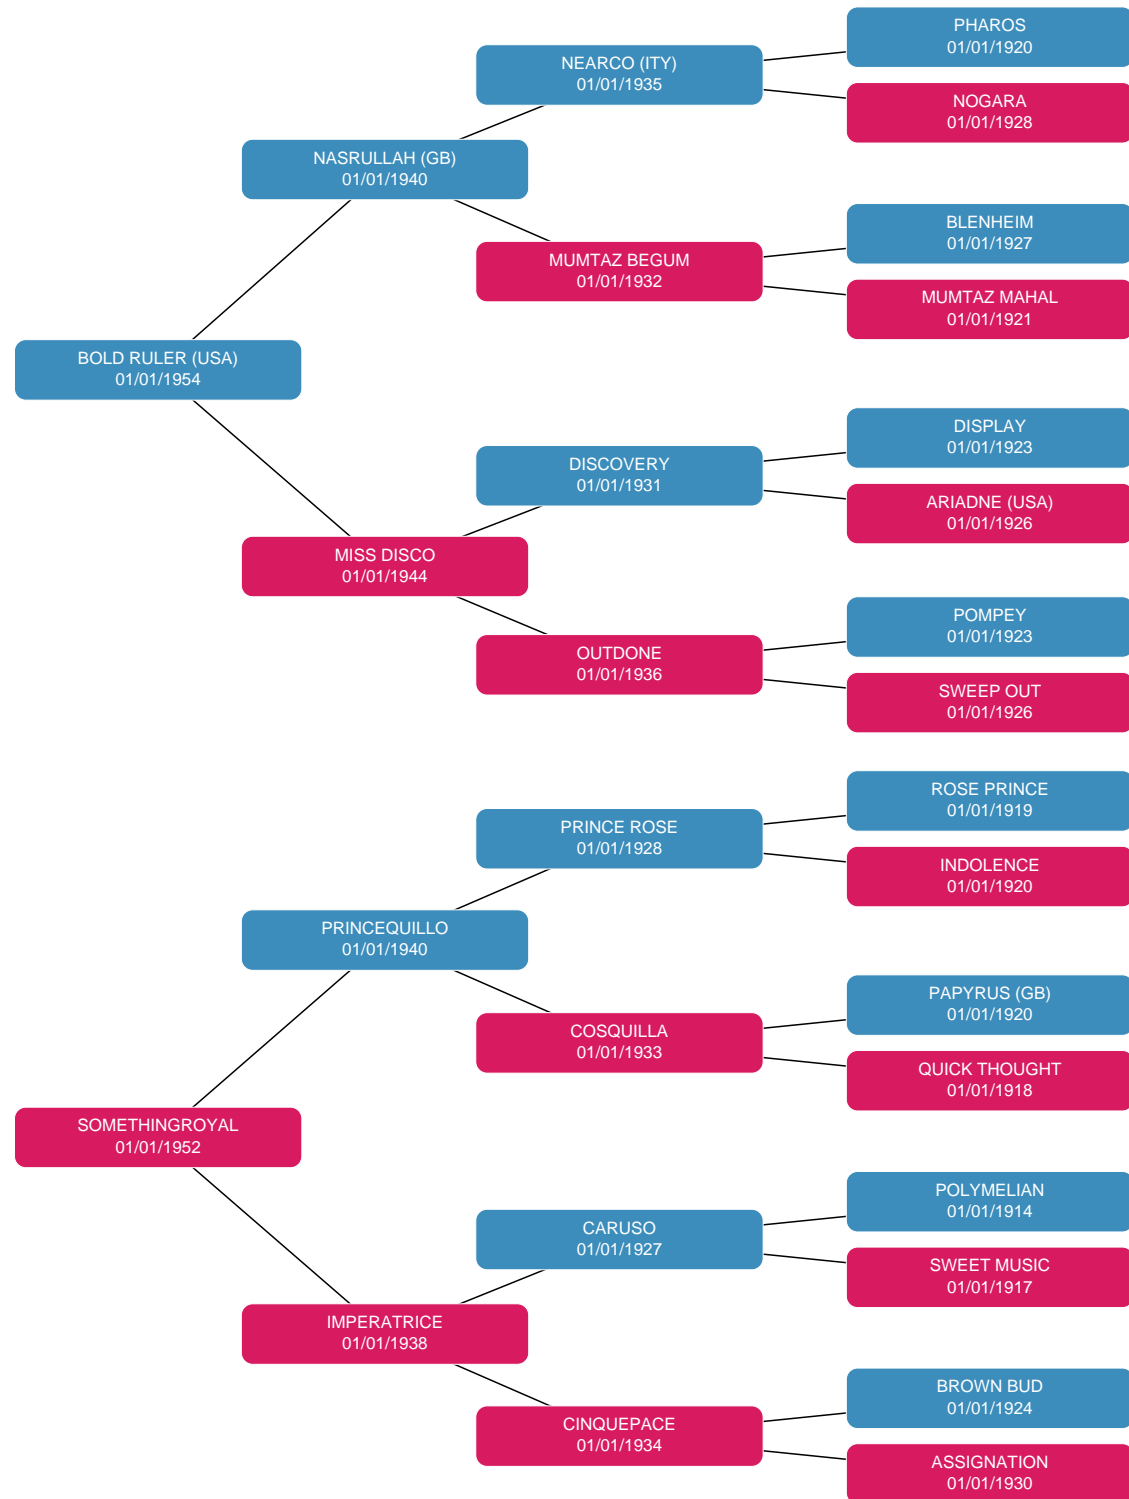 PHAROS
01/01/1920
NEARCO (ITY)
01/01/1935
NOGARA
01/01/1928
NASRULLAH (GB)
01/01/1940
BLENHEIM
01/01/1927
MUMTAZ BEGUM
01/01/1932
MUMTAZ MAHAL
01/01/1921
BOLD RULER (USA)
01/01/1954
DISPLAY
01/01/1923
DISCOVERY
01/01/1931
ARIADNE (USA)
01/01/1926
MISS DISCO
01/01/1944
POMPEY
01/01/1923
OUTDONE
01/01/1936
SWEEP OUT
01/01/1926
ROSE PRINCE
01/01/1919
PRINCE ROSE
01/01/1928
INDOLENCE
01/01/1920
PRINCEQUILLO
01/01/1940
PAPYRUS (GB)
01/01/1920
COSQUILLA
01/01/1933
QUICK THOUGHT
01/01/1918
SOMETHINGROYAL
01/01/1952
POLYMELIAN
01/01/1914
CARUSO
01/01/1927
SWEET MUSIC
01/01/1917
IMPERATRICE
01/01/1938
BROWN BUD
01/01/1924
CINQUEPACE
01/01/1934
ASSIGNATION
01/01/1930